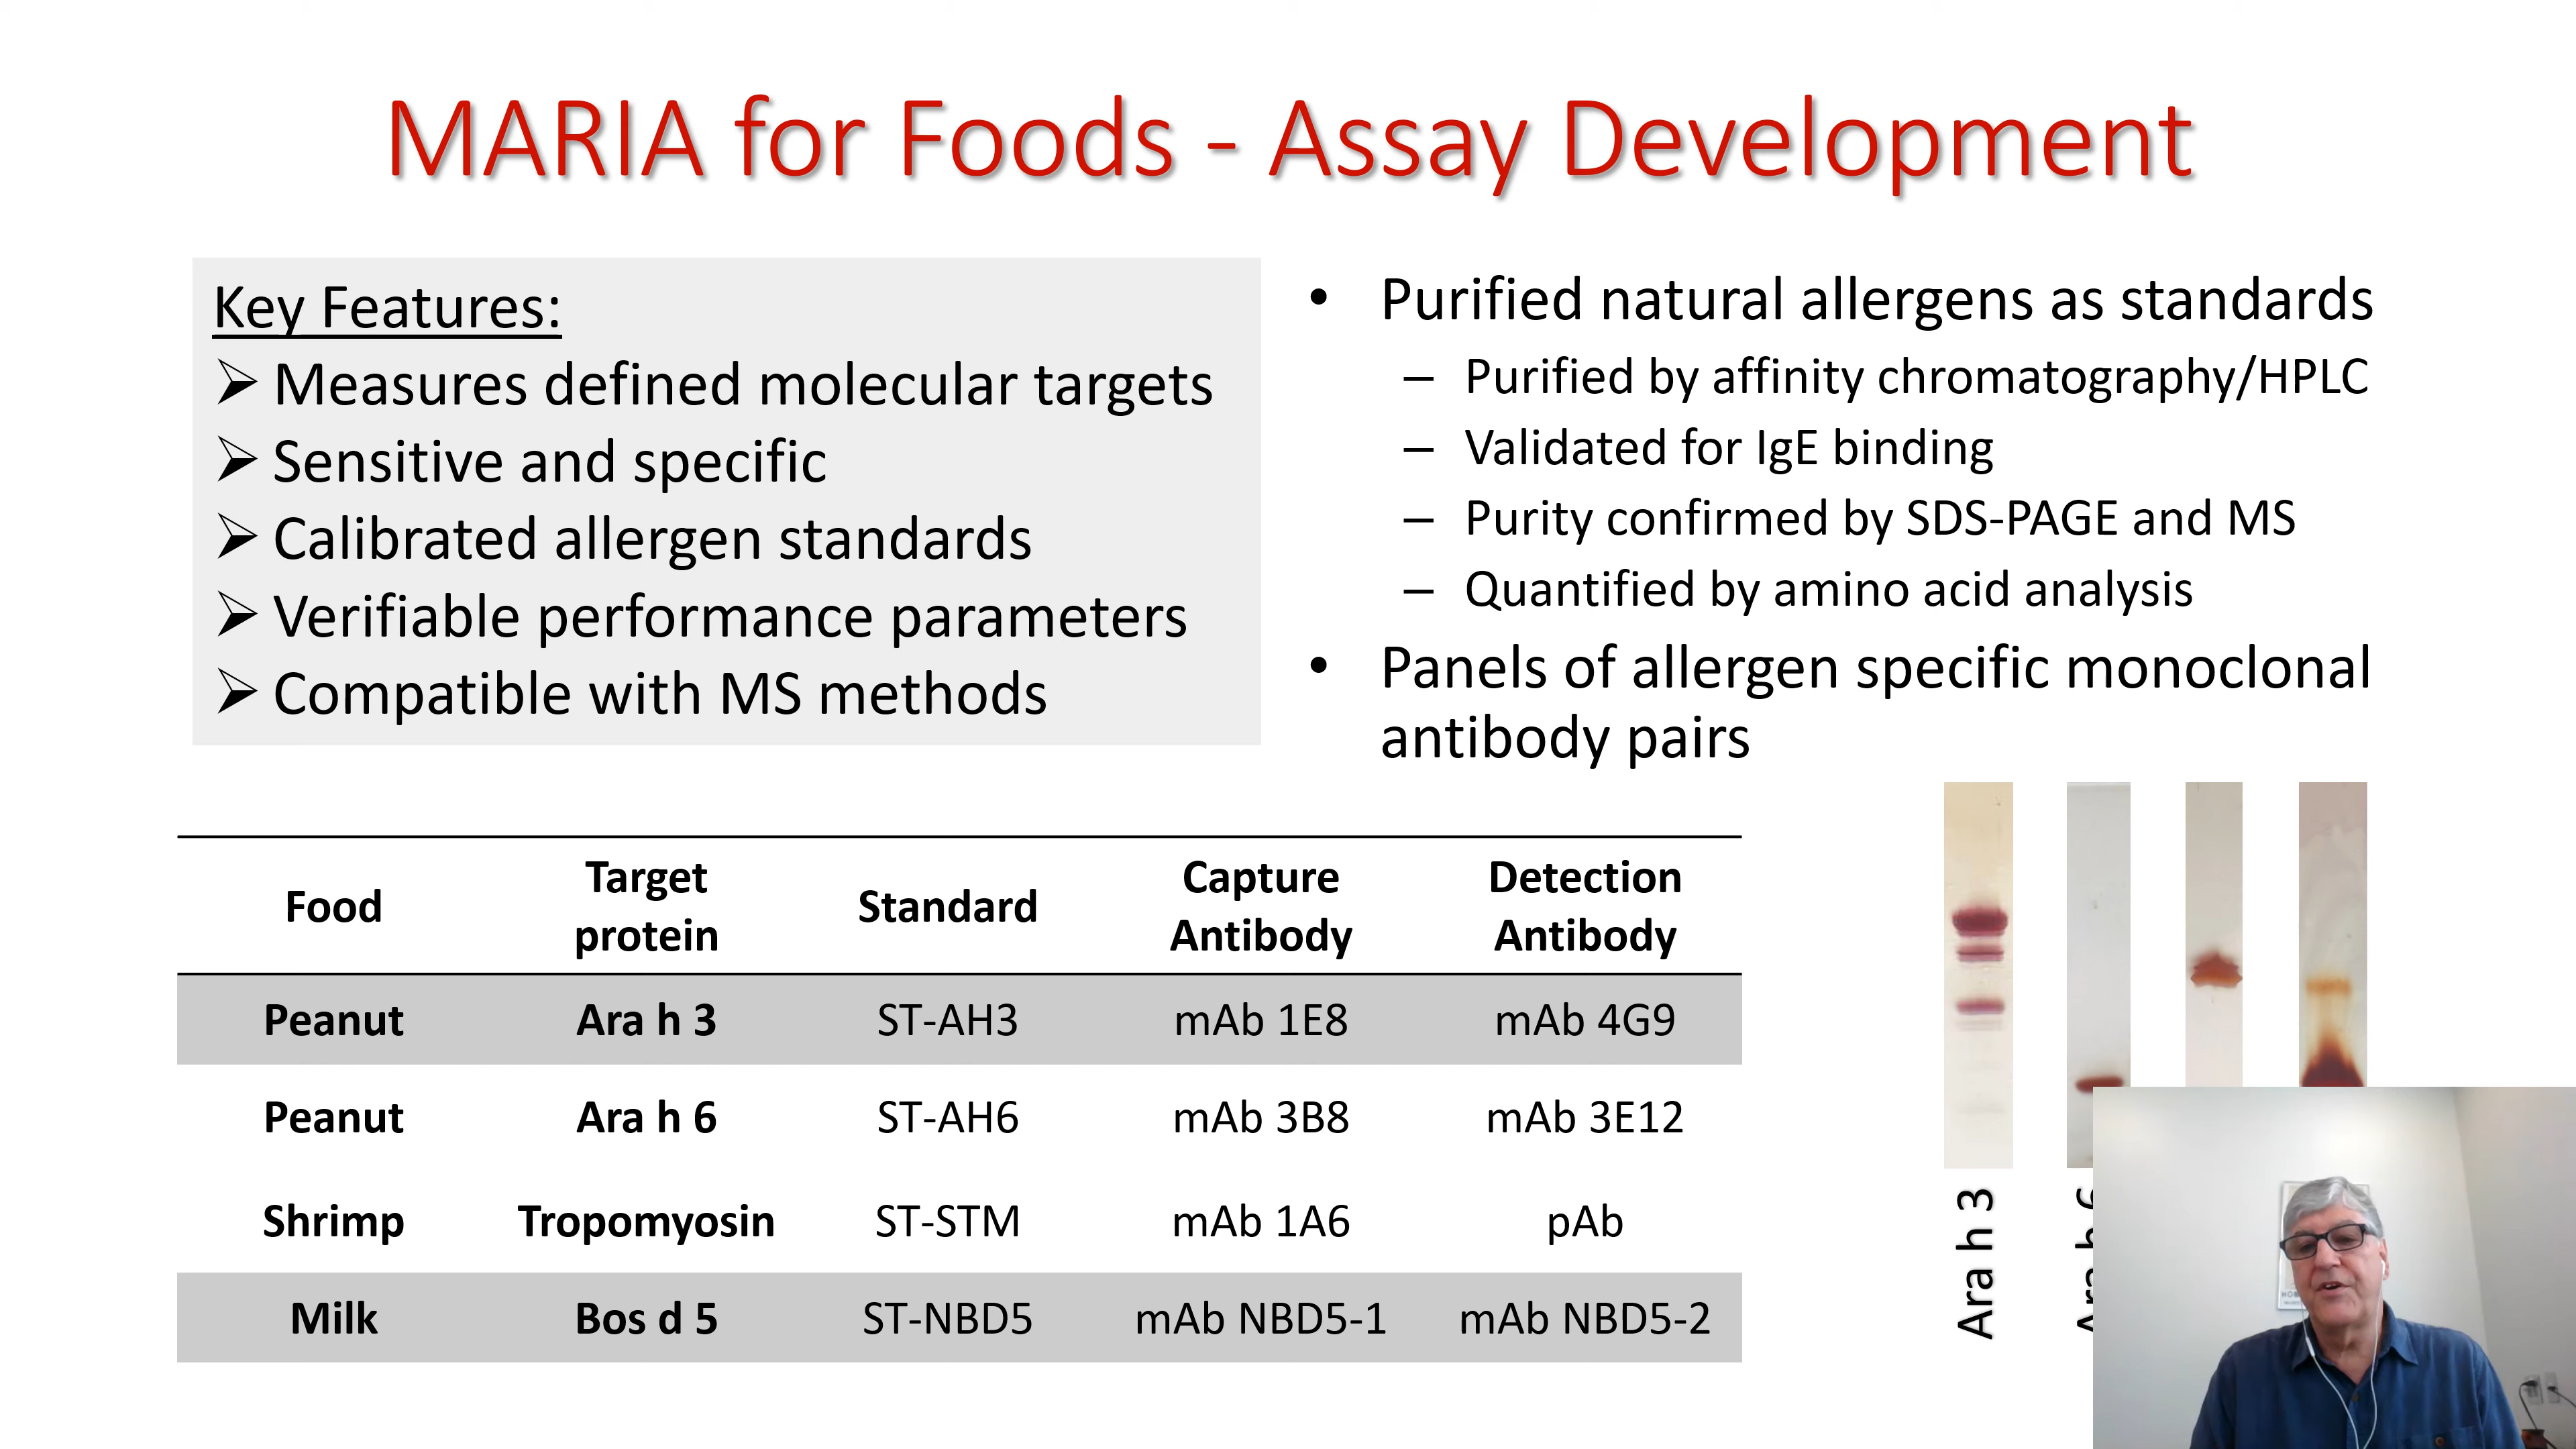 MARIA for Foods - Assay Development
Key Features:
Measures defined molecular targets
Sensitive and specific
Calibrated allergen standards
Verifiable performance parameters
Compatible with MS methods
• Purified natural allergens as standards
– Purified by affinity chromatography/HPLC
– Validated for IgE binding
– Purity confirmed by SDS-PAGE and MS
– Quantified by amino acid analysis
• Panels of allergen specific monoclonal
antibody pairs
Food Target protein Standard Capture Antibody Detection Antibody
Peanut Ara h 3 ST-AH3 mAb 1E8 mAb 4G9
Peanut Ara h 6 ST-AH6 mAb 3B8 mAb 3E12
Shrimp Tropomyosin ST-STM mAb 1A6 pAb
Milk Bos d 5 ST-NBD5 mAb NBD5-1 mAb NBD5-2
Ara h 3